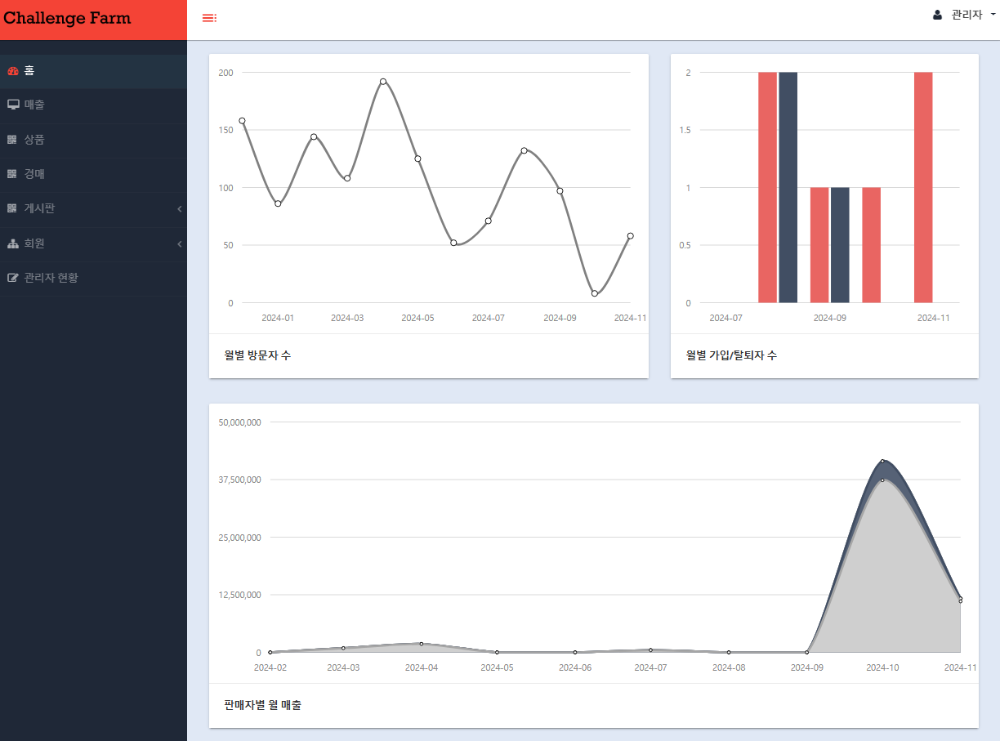 Challenge Farm
관리자
홈
매출
상품
경매
게시판
회원
관리자 현황
200
150
100
50
0
2024-01 2024-03 2024-05 2024-07 2024-09 2024-11
월별 방문자 수
2
1.5
1
0.5
0
2024-07 2024-09 2024-11
월별 가입/탈퇴자 수
50,000,000
37,500,000
25,000,000
12,500,000
0
2024-02 2024-03 2024-04 2024-05 2024-06 2024-07 2024-08 2024-09 2024-10 2024-11
판매자별 월 매출